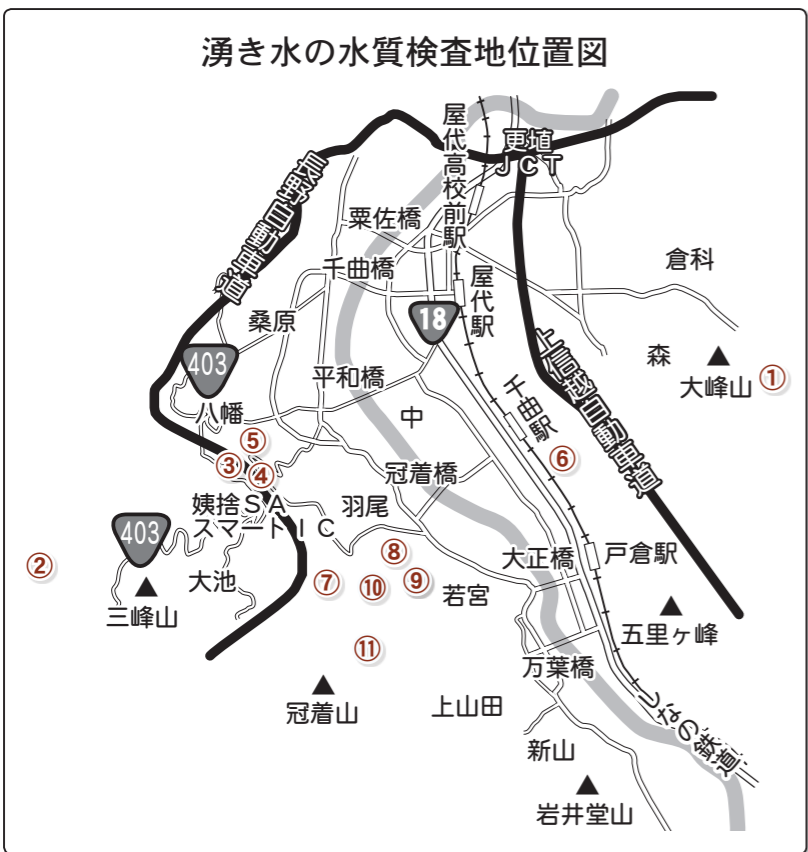 湧き水の水質検査地位置図
屋代高校前駅
更埴
ＪＣＴ
長野自動車道
粟佐橋
千曲橋
屋代駅
倉科
桑原
18
森
大峰山
①
403
平和橋
上信越自動車道
八幡
中
千曲駅
⑤
③
④
冠着橋
⑥
姨捨ＳＡ
スマートＩＣ
羽尾
403
②
大池
三峰山
⑧
⑦
⑩
⑨
若宮
大正橋
戸倉駅
五里ヶ峰
⑪
万葉橋
冠着山
上山田
しなの鉄道
新山
岩井堂山